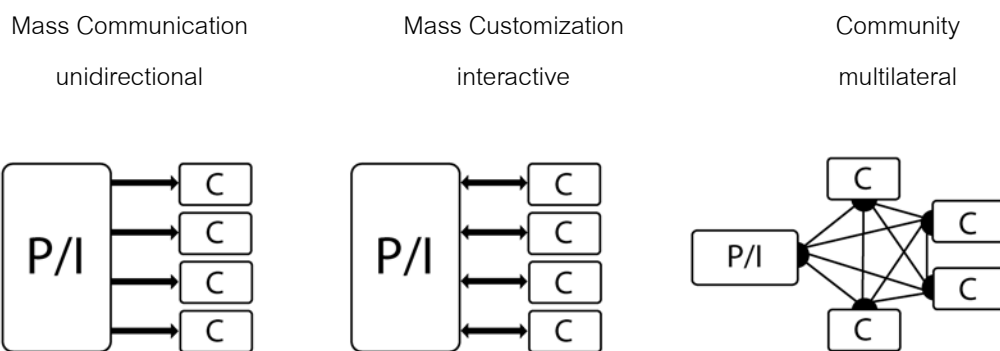 Mass Communication
unidirectional
Mass Customization
interactive
Community
multilateral
P/I
C
C
C
C
P/I
C
C
C
C
P/I
C
C
C
C